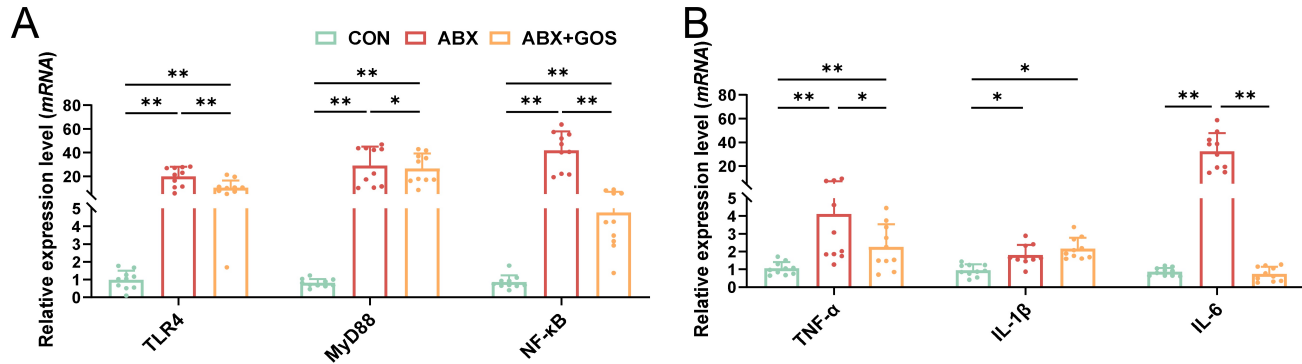 A
CON ABX ABX+GOS
Relative expression level (mRNA)
80
60
40
20
5
4
3
2
1
0
**
** **
**
** *
**
** **
TLR4
MyD88
NF-κB
B
Relative expression level (mRNA)
80
60
40
20
5
4
3
2
1
0
**
** *
*
*
** **
TNF-α
IL-1β
IL-6